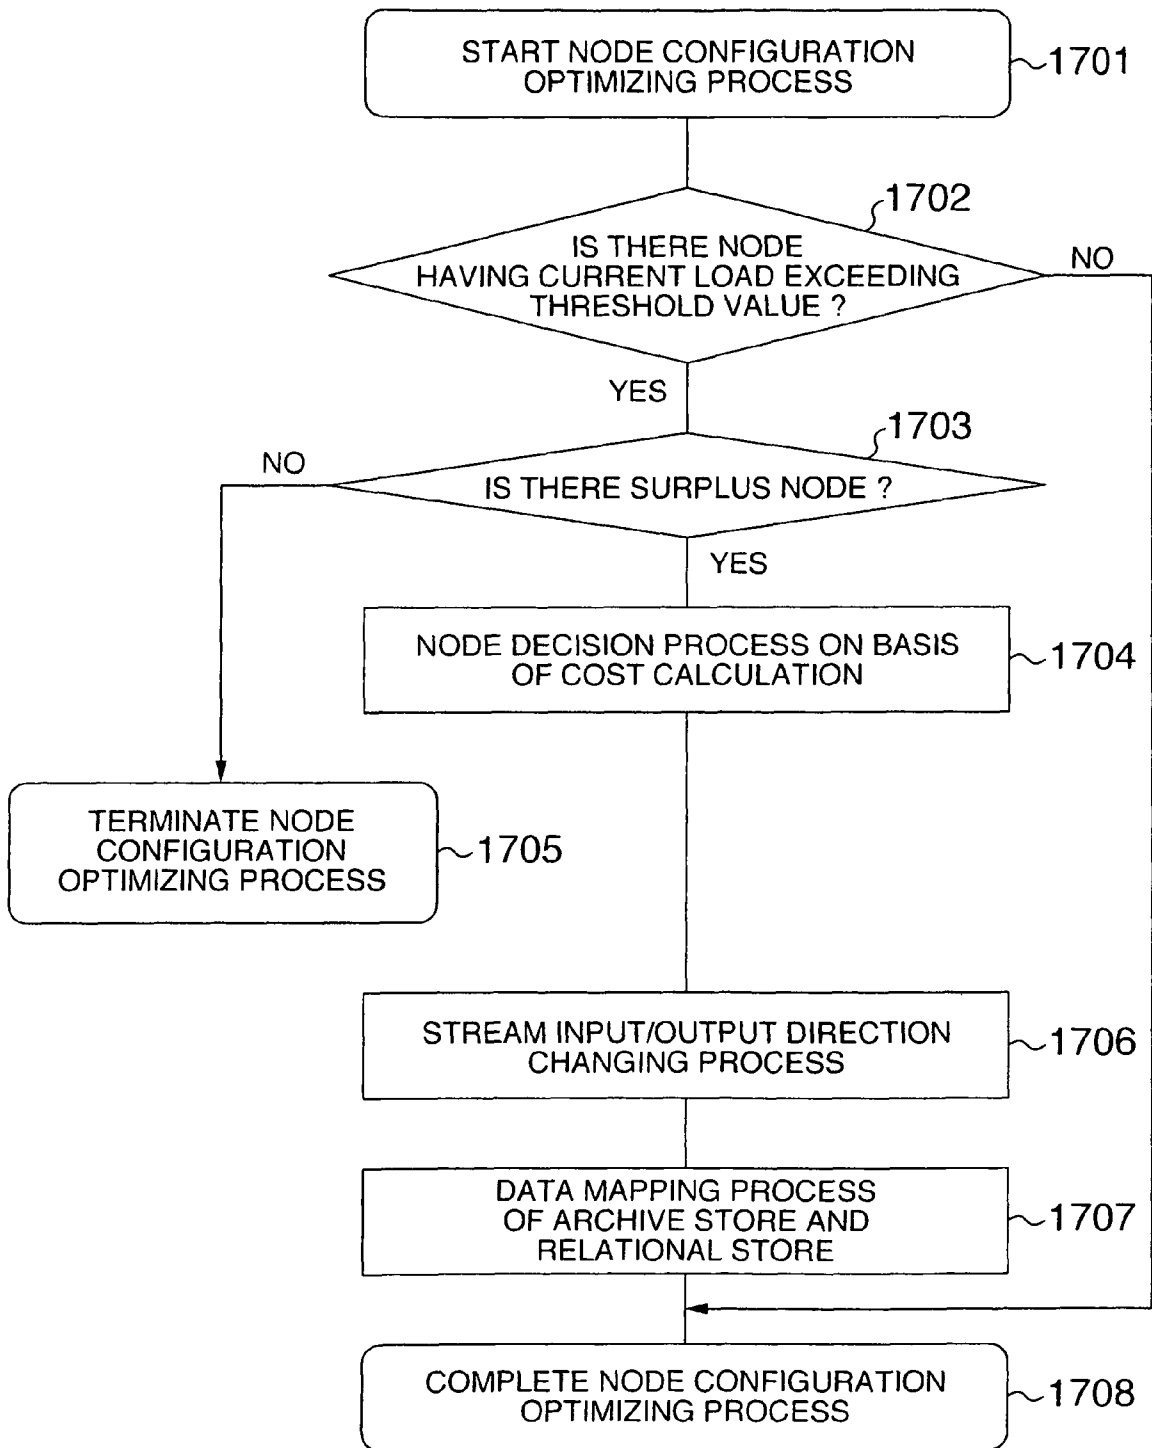 START NODE CONFIGURATION
OPTIMIZING PROCESS
1701
1702
IS THERE NODE
HAVING CURRENT LOAD EXCEEDING
THRESHOLD VALUE ?
NO
YES
1703
NO
IS THERE SURPLUS NODE ?
YES
NODE DECISION PROCESS ON BASIS
OF COST CALCULATION
1704
TERMINATE NODE
CONFIGURATION
OPTIMIZING PROCESS
1705
STREAM INPUT/OUTPUT DIRECTION
CHANGING PROCESS
1706
DATA MAPPING PROCESS
OF ARCHIVE STORE AND
RELATIONAL STORE
1707
COMPLETE NODE CONFIGURATION
OPTIMIZING PROCESS
1708